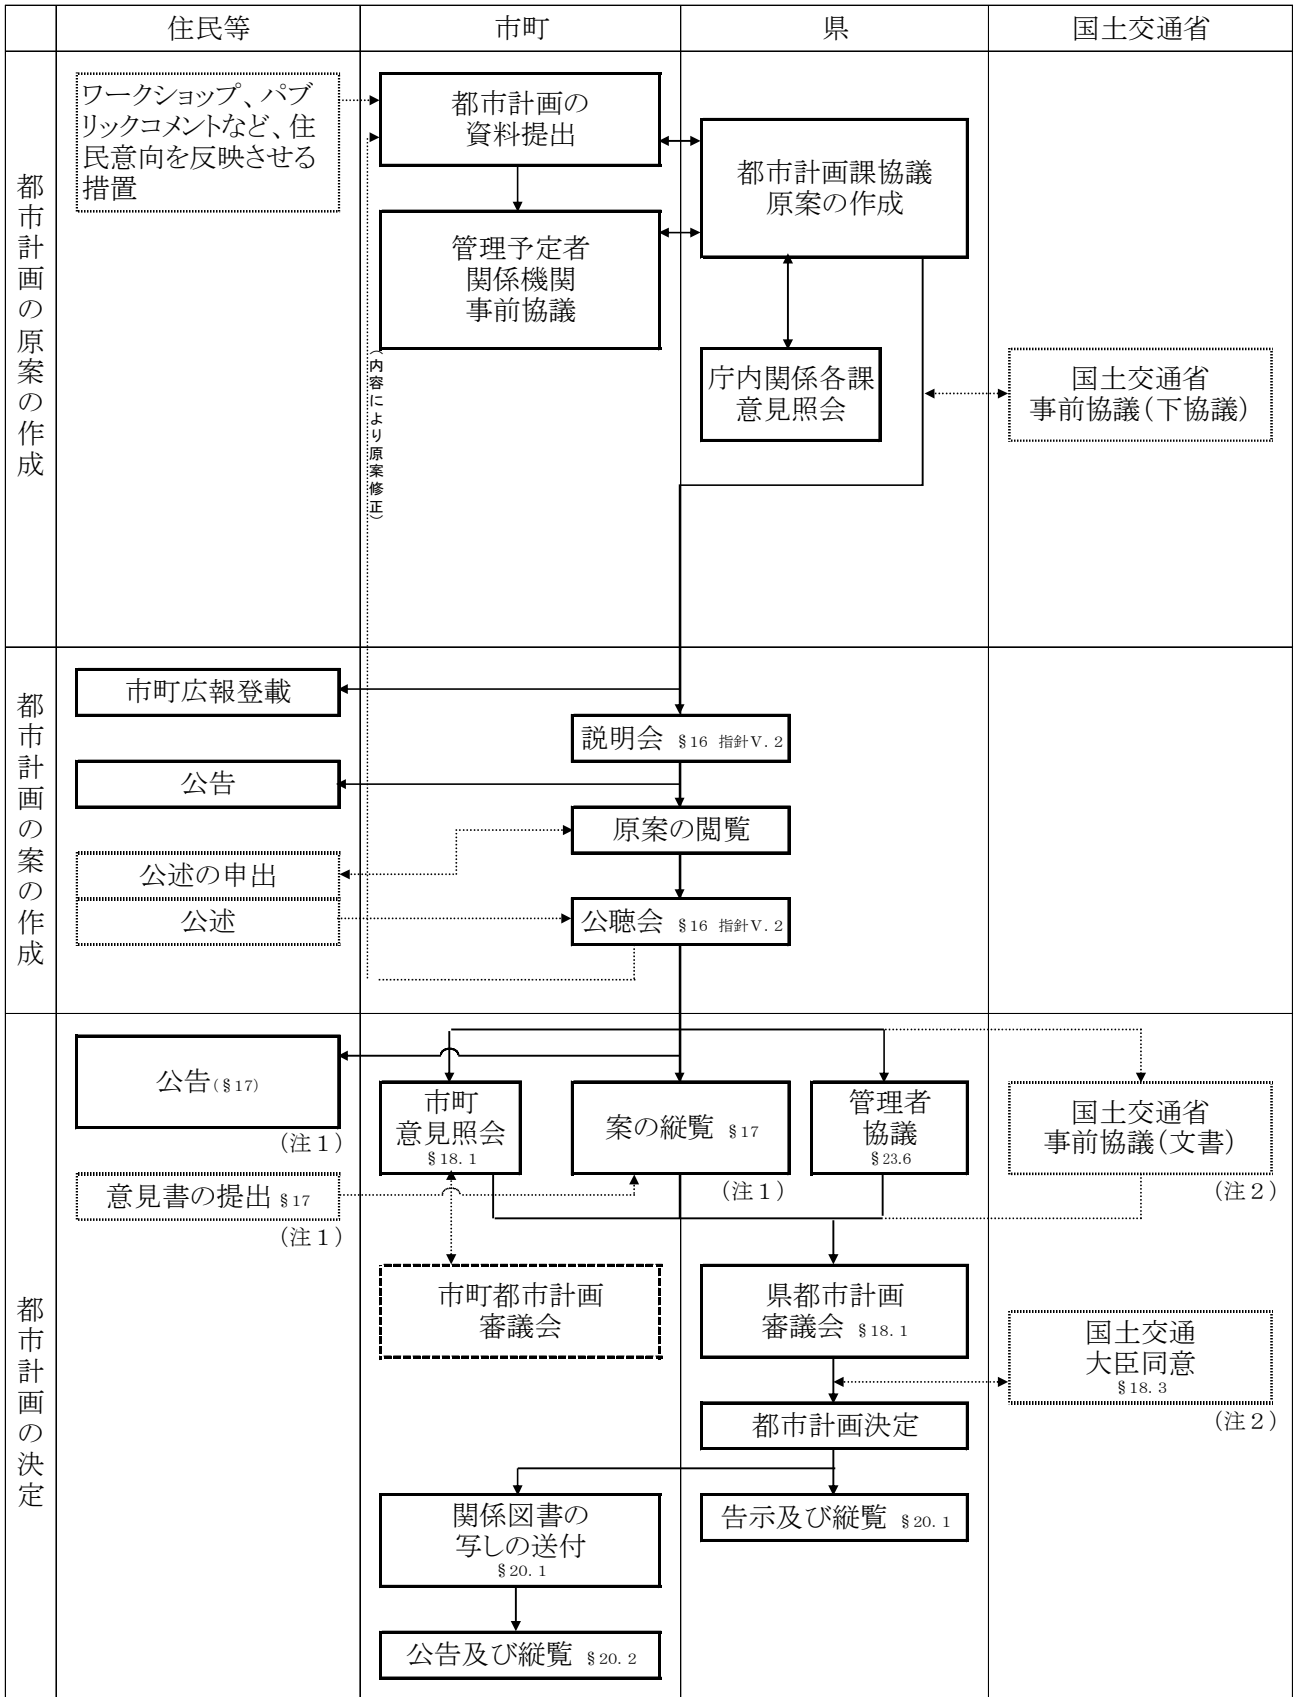 住民等
市町
県
国土交通省
都市計画の原案の作成
ワークショップ、パブ
リックコメントなど、住
民意向を反映させる
措置
都市計画の
資料提出
都市計画課協議
原案の作成
管理予定者
関係機関
事前協議
（内容により原案修正）
庁内関係各課
意見照会
国土交通省
事前協議（下協議）
都市計画の案の作成
市町広報登載
説明会 §16 指針Ⅴ．2
公告
原案の閲覧
公述の申出
公述
公聴会 §16 指針Ⅴ．2
都市計画の決定
公告（§17）
（注１）
市町
意見照会
§18．1
案の縦覧 §17
（注１）
管理者
協議
§23.6
国土交通省
事前協議（文書）
（注２）
意見書の提出 §17
（注１）
市町都市計画
審議会
県都市計画
審議会 §18．1
国土交通
大臣同意
§18．3
（注２）
都市計画決定
関係図書の
写しの送付
§20．1
告示及び縦覧 §20．1
公告及び縦覧 §20．2